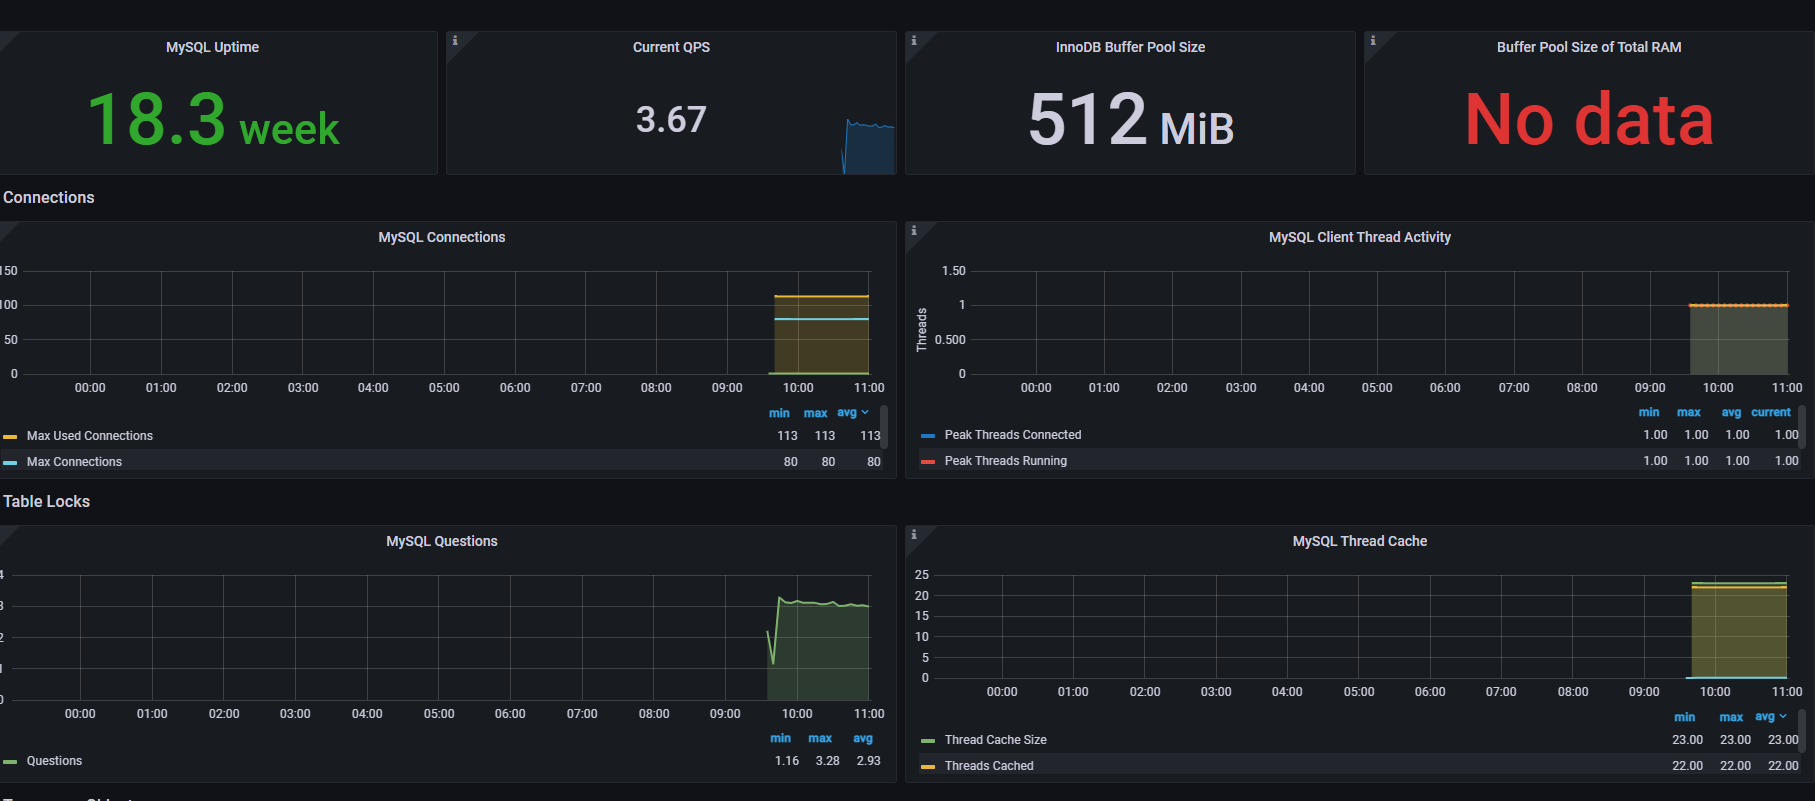 MySQL Uptime
18.3 week
Current QPS
3.67
InnoDB Buffer Pool Size
512 MiB
Buffer Pool Size of Total RAM
No data
Connections
MySQL Connections
150
100
50
0
00:00 01:00 02:00 03:00 04:00 05:00 06:00 07:00 08:00 09:00 10:00 11:00
min max avg
Max Used Connections 113 113 113
Max Connections 80 80 80
MySQL Client Thread Activity
Threads
1.50
1
0.500
0
00:00 01:00 02:00 03:00 04:00 05:00 06:00 07:00 08:00 09:00 10:00 11:00
min max avg current
Peak Threads Connected 1.00 1.00 1.00 1.00
Peak Threads Running 1.00 1.00 1.00 1.00
Table Locks
MySQL Questions
4
3
2
1
0
00:00 01:00 02:00 03:00 04:00 05:00 06:00 07:00 08:00 09:00 10:00 11:00
min max avg
Questions 1.16 3.28 2.93
MySQL Thread Cache
25
20
15
10
5
0
00:00 01:00 02:00 03:00 04:00 05:00 06:00 07:00 08:00 09:00 10:00 11:00
min max avg
Thread Cache Size 23.00 23.00 23.00
Threads Cached 22.00 22.00 22.00